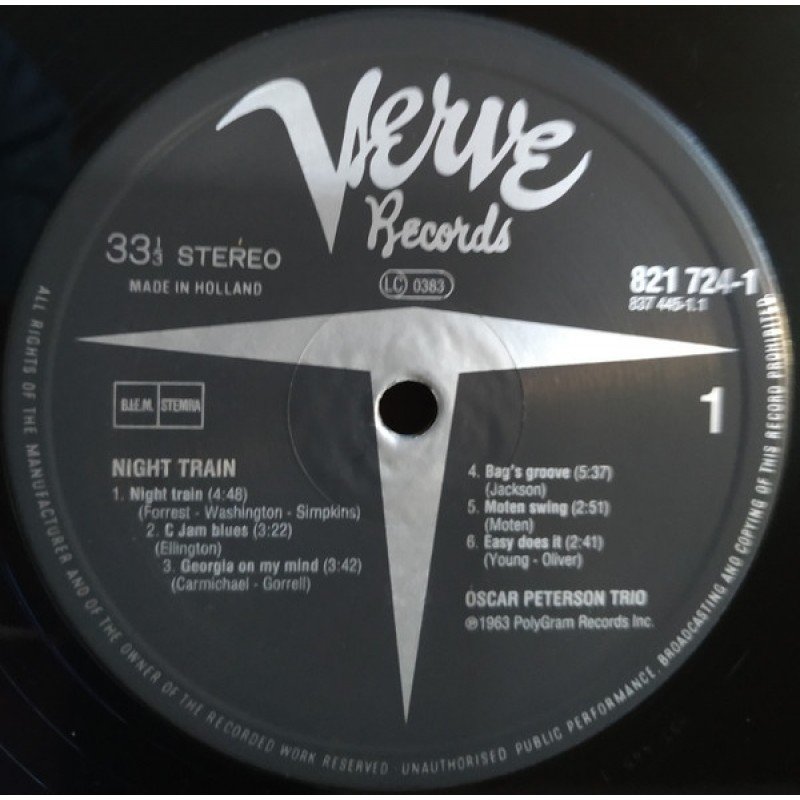 Verve
Records
33⅓ STEREO
MADE IN HOLLAND
LC 0383
821 724-1
837 445-1.1
B.I.E.M. STEMRA
1
NIGHT TRAIN
1. Night train (4:48)
(Forrest - Washington - Simpkins)
2. C Jam blues (3:22)
(Ellington)
3. Georgia on my mind (3:42)
(Carmichael - Gorrell)
4. Bag's groove (5:37)
(Jackson)
5. Moten swing (2:51)
(Moten)
6. Easy does it (2:41)
(Young - Oliver)
OSCAR PETERSON TRIO
℗1963 PolyGram Records Inc.
ALL RIGHTS OF THE MANUFACTURER AND OF THE OWNER OF THE RECORDED WORK RESERVED · UNAUTHORISED PUBLIC PERFORMANCE, BROADCASTING AND COPYING OF THIS RECORD PROHIBITED